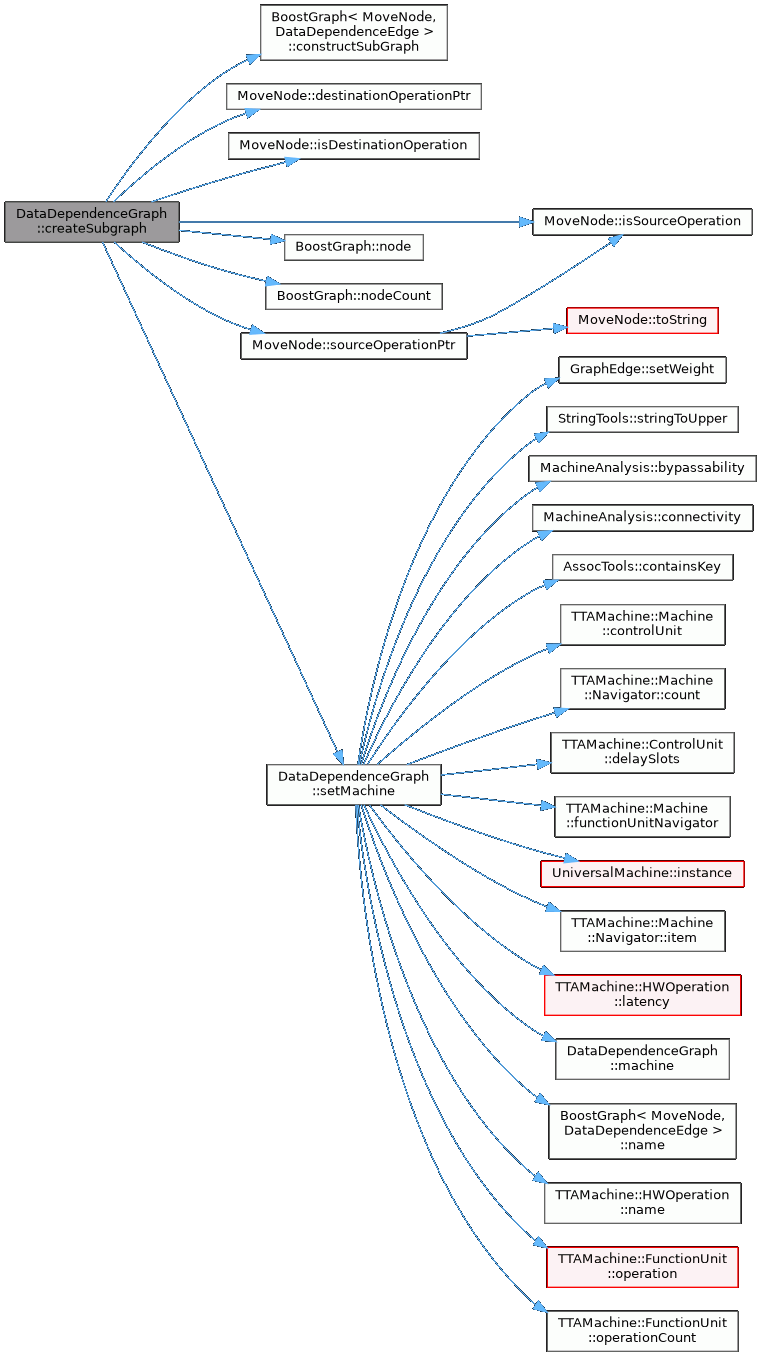 BoostGraph< MoveNode,
DataDependenceEdge >
::constructSubGraph
MoveNode::destinationOperationPtr
MoveNode::isDestinationOperation
DataDependenceGraph
::createSubgraph
MoveNode::isSourceOperation
BoostGraph::node
BoostGraph::nodeCount
MoveNode::sourceOperationPtr
MoveNode::toString
GraphEdge::setWeight
StringTools::stringToUpper
MachineAnalysis::bypassability
MachineAnalysis::connectivity
AssocTools::containsKey
TTAMachine::Machine
::controlUnit
TTAMachine::Machine
::Navigator::count
TTAMachine::ControlUnit
::delaySlots
DataDependenceGraph
::setMachine
TTAMachine::Machine
::functionUnitNavigator
UniversalMachine::instance
TTAMachine::Machine
::Navigator::item
TTAMachine::HWOperation
::latency
DataDependenceGraph
::machine
BoostGraph< MoveNode,
DataDependenceEdge >
::name
TTAMachine::HWOperation
::name
TTAMachine::FunctionUnit
::operation
TTAMachine::FunctionUnit
::operationCount